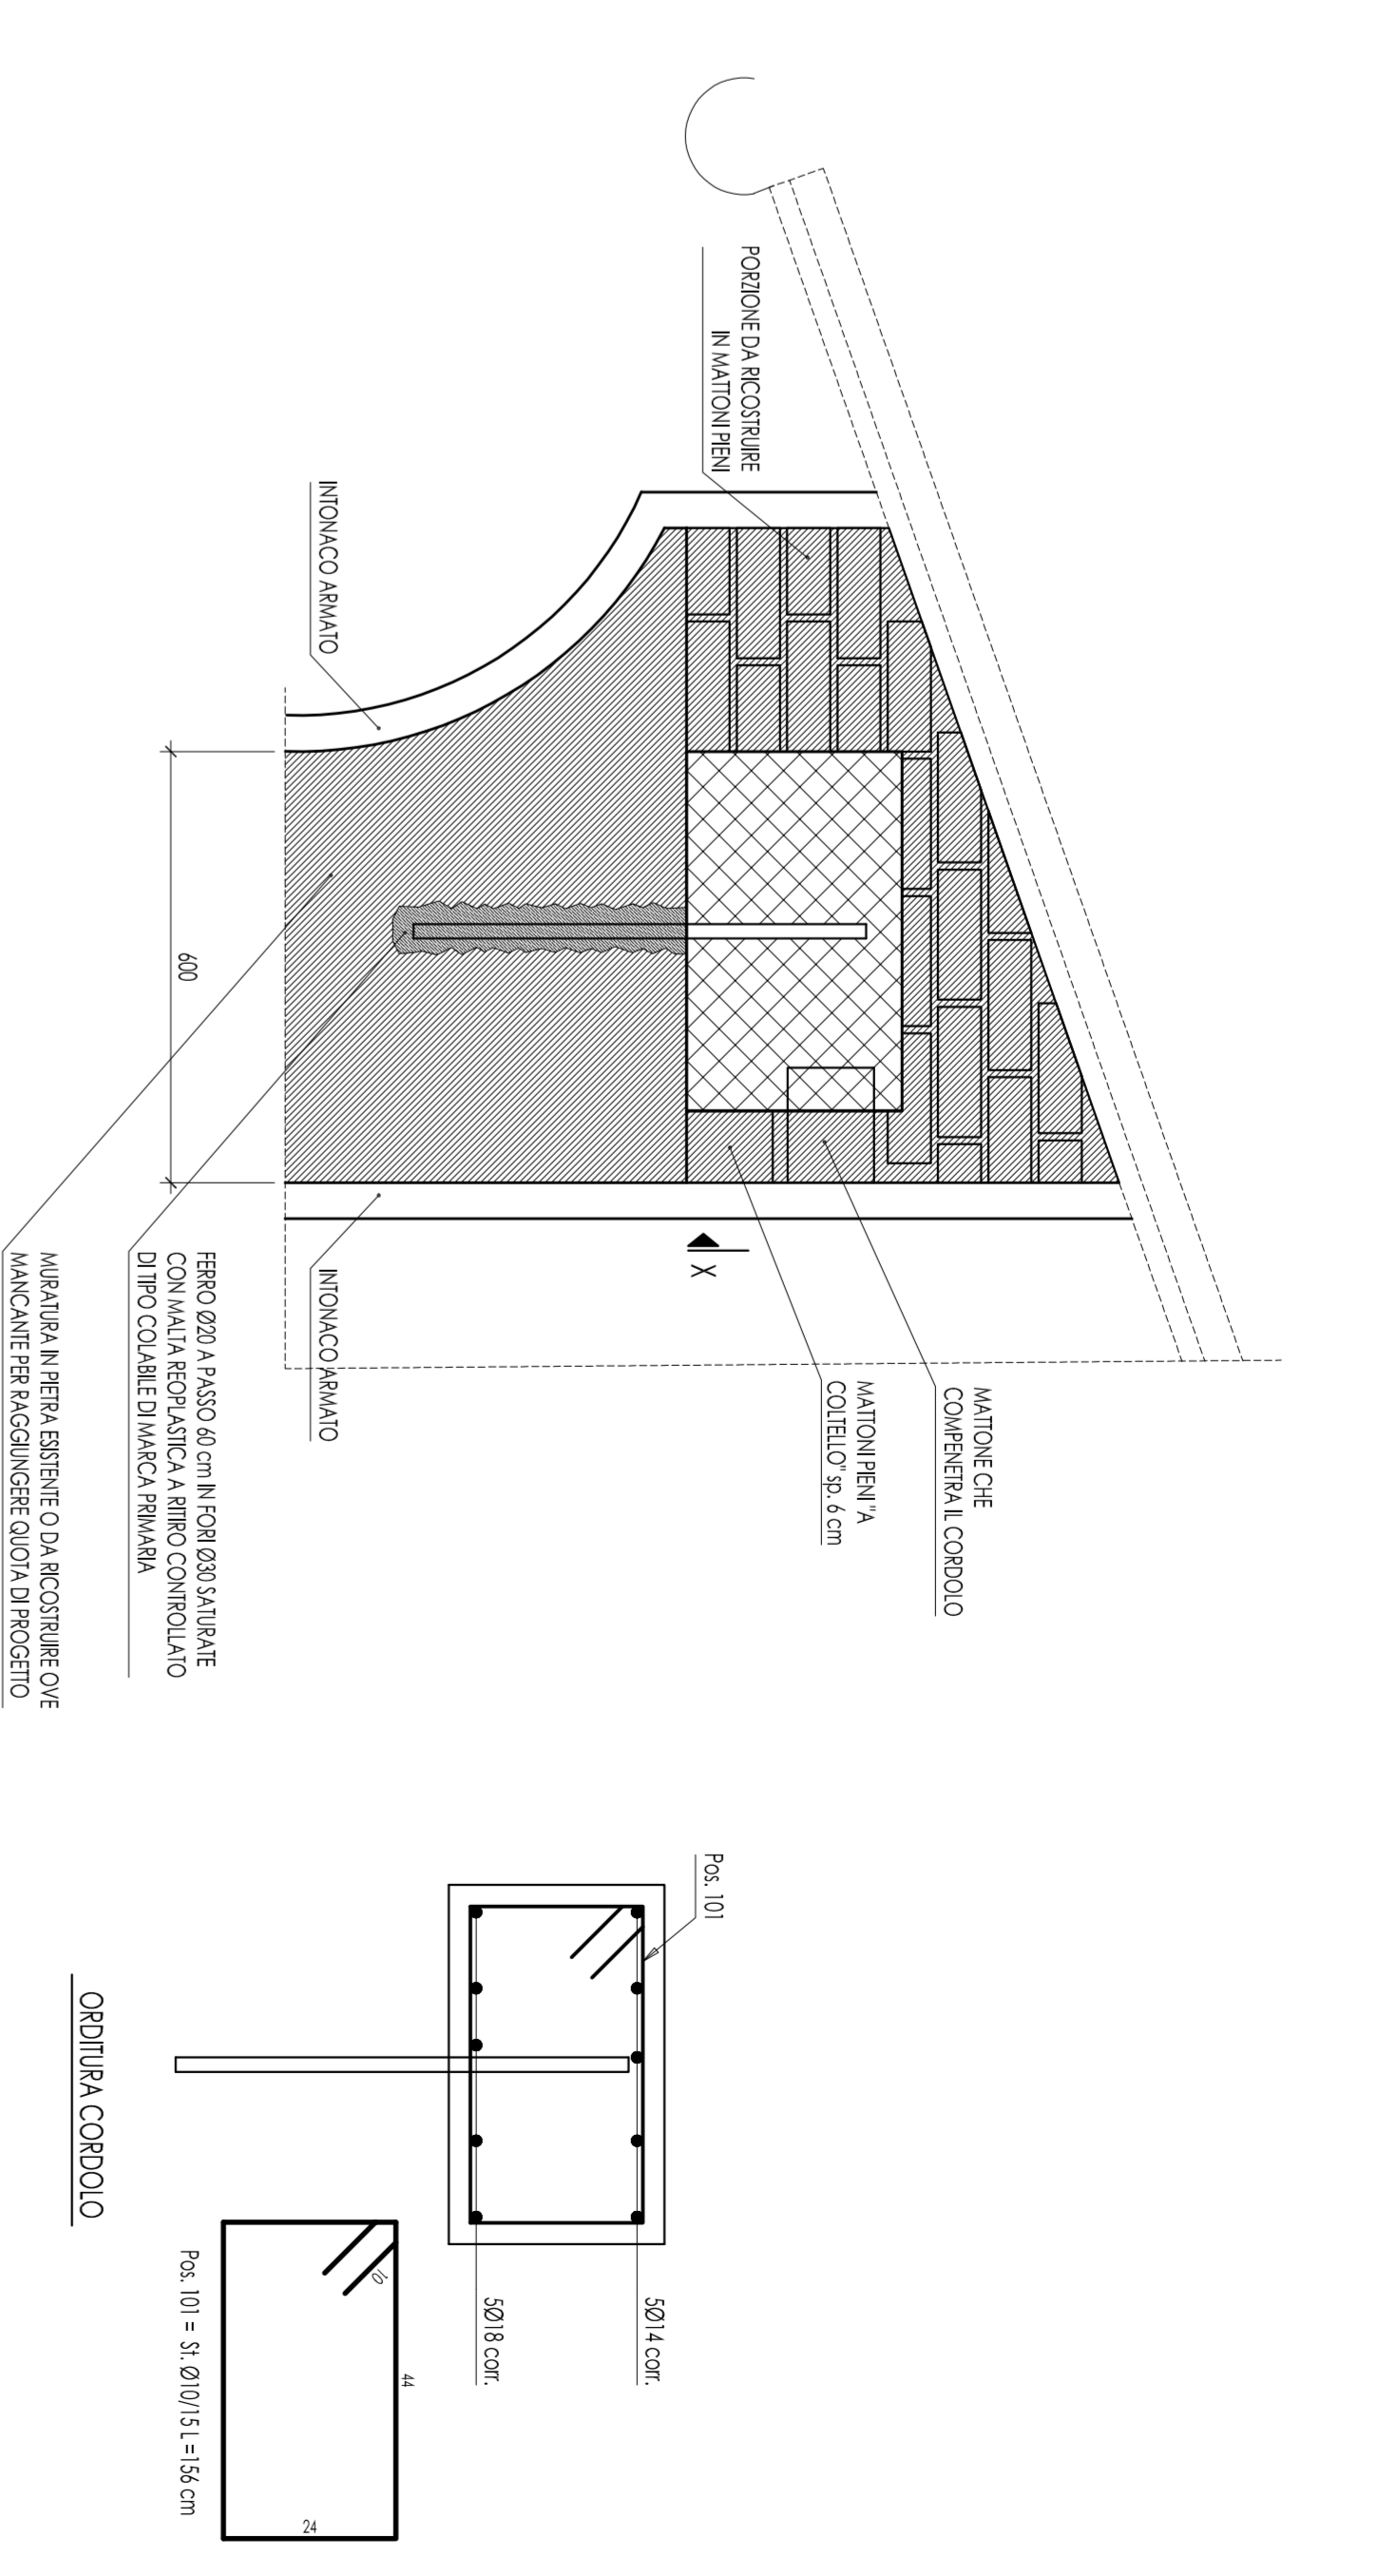 PORZIONE DA RICOSTRUIRE
IN MATTONI PIENI
INTONACO ARMATO
600
X
MATTONE CHE
COMPENETRA IL CORDOLO
MATTONI PIENI "A
COLTELLO" sp. 6 cm
INTONACO ARMATO
FERRO Ø20 A PASSO 60 cm IN FORI Ø30 SATURATE
CON MALTA REOPLASTICA A RITIRO CONTROLLATO
DI TIPO COLABILE DI MARCA PRIMARIA
MURATURA IN PIETRA ESISTENTE O DA RICOSTRUIRE OVE
MANCANTE PER RAGGIUNGERE QUOTA DI PROGETTO
Pos. 101
5Ø14 corr.
5Ø18 corr.
10
44
24
Pos. 101 = St. Ø10/15 L =156 cm
ORDITURA CORDOLO